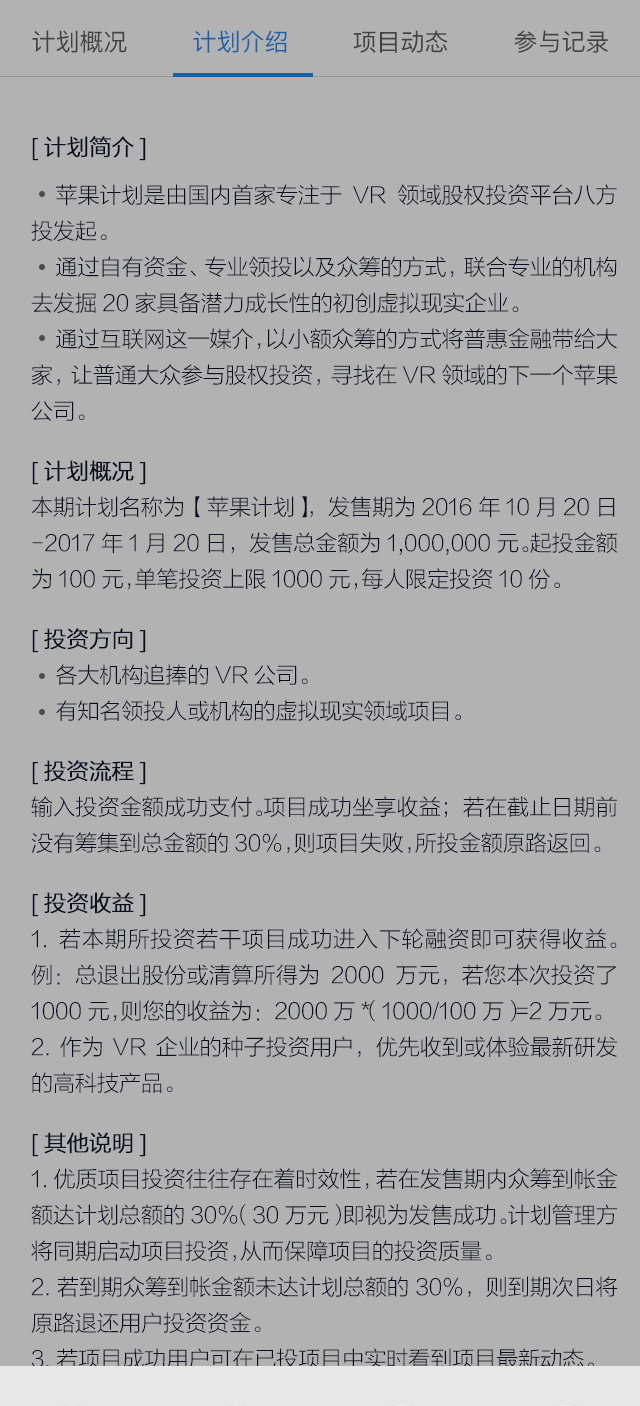 计划概况 计划介绍 项目动态 参与记录
[ 计划简介 ]
• 苹果计划是由国内首家专注于 VR 领域股权投资平台八方
投发起。
• 通过自有资金、专业领投以及众筹的方式，联合专业的机构
去发掘 20 家具备潜力成长性的初创虚拟现实企业。
• 通过互联网这一媒介，以小额众筹的方式将普惠金融带给大
家，让普通大众参与股权投资，寻找在 VR 领域的下一个苹果
公司。
[ 计划概况 ]
本期计划名称为【苹果计划】，发售期为 2016 年 10 月 20 日
-2017 年 1 月 20 日，发售总金额为 1,000,000 元。起投金额
为 100 元，单笔投资上限 1000 元，每人限定投资 10 份。
[ 投资方向 ]
• 各大机构追捧的 VR 公司。
• 有知名领投人或机构的虚拟现实领域项目。
[ 投资流程 ]
输入投资金额成功支付。项目成功坐享收益；若在截止日期前
没有筹集到总金额的 30%，则项目失败，所投金额原路返回。
[ 投资收益 ]
1. 若本期所投资若干项目成功进入下轮融资即可获得收益。
例：总退出股份或清算所得为 2000 万元，若您本次投资了
1000 元，则您的收益为：2000 万 *( 1000/100 万 )=2 万元。
2. 作为 VR 企业的种子投资用户，优先收到或体验最新研发
的高科技产品。
[ 其他说明 ]
1. 优质项目投资往往存在着时效性，若在发售期内众筹到帐金
额达计划总额的 30%( 30 万元 )即视为发售成功。计划管理方
将同期启动项目投资，从而保障项目的投资质量。
2. 若到期众筹到帐金额未达计划总额的 30%，则到期次日将
原路退还用户投资资金。
3. 若项目成功用户可在已投项目中实时看到项目最新动态。